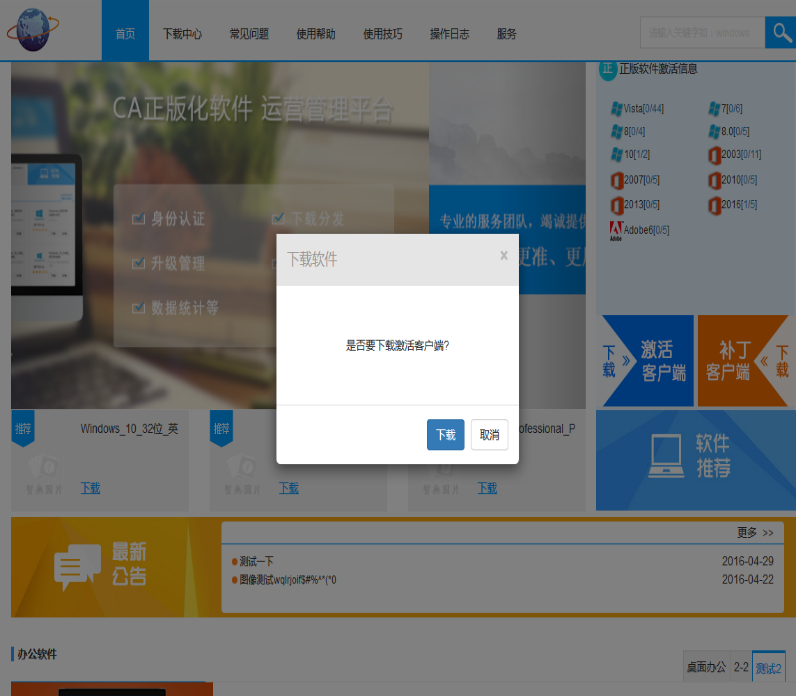 首页 下载中心 常见问题 使用帮助 使用技巧 操作日志 服务
请输入关键字如：windows
CA正版化软件 运营管理平台
身份认证 下载分发
升级管理
数据统计等
专业的服务团队，竭诚提供
更准、更
正 正版软件激活信息
Vista[0/44] 7[0/6]
8[0/4] 8.0[0/5]
10[1/2] 2003[0/11]
2007[0/5] 2010[0/5]
2013[0/5] 2016[1/5]
Adobe6[0/5]
下载软件 ×
是否要下载激活客户端?
下载 取消
下载 » 激活
客户端
补丁
客户端 « 下载
推荐 Windows_10_32位_英
暂无图片 下载
推荐
暂无图片 下载
ofessional_P
暂无图片 下载
软件
推荐
最新
公告
更多 >>
测试一下 2016-04-29
图像测试wqlrjoif$#%^*(*0 2016-04-22
办公软件
桌面办公 2-2 测试2